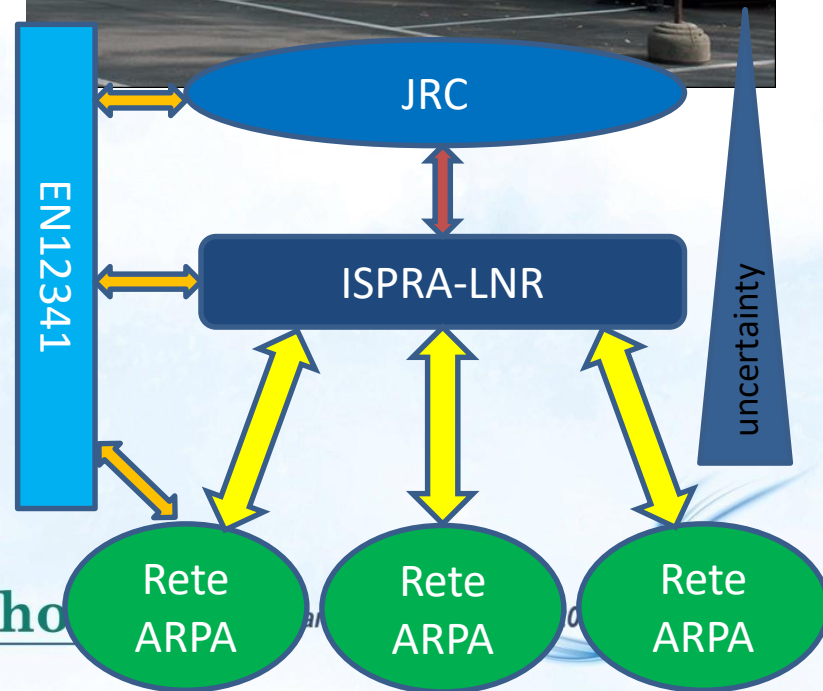 JRC
EN12341
ISPRA-LNR
uncertainty
Rete
ARPA
Rete
ARPA
Rete
ARPA